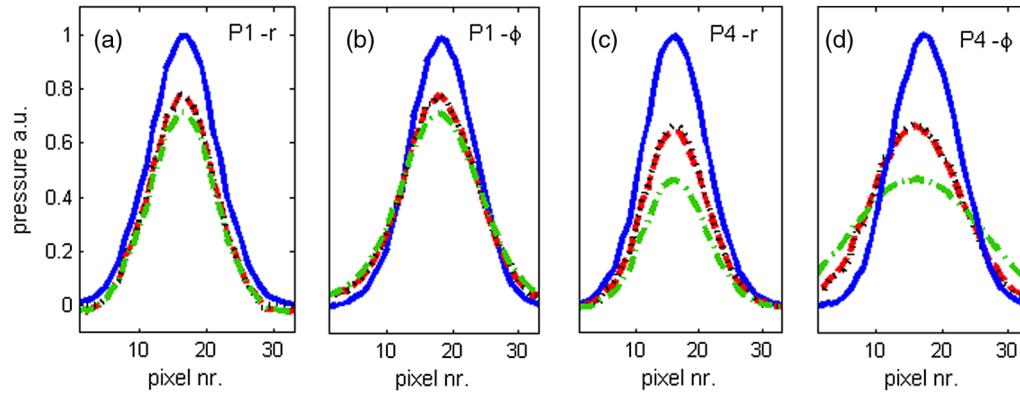 (a) P1 -r
(b) P1 -ϕ
(c) P4 -r
(d) P4 -ϕ
pressure a.u.
1
0.8
0.6
0.4
0.2
0
10 20 30
10 20 30
10 20 30
10 20 30
pixel nr.
pixel nr.
pixel nr.
pixel nr.